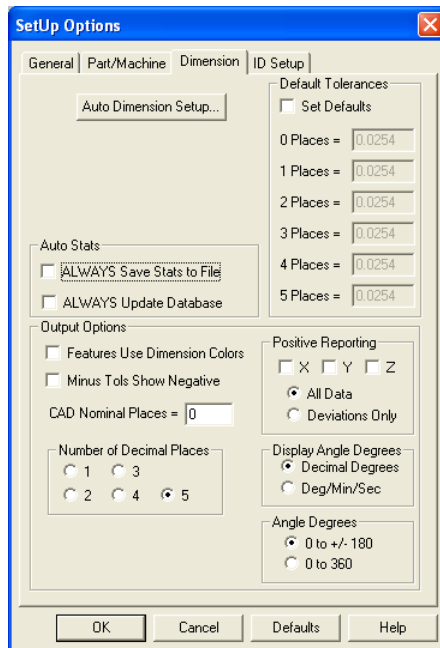 SetUp Options
General Part/Machine Dimension ID Setup
Auto Dimension Setup...
Default Tolerances
Set Defaults
0 Places = 0.0254
1 Places = 0.0254
2 Places = 0.0254
3 Places = 0.0254
4 Places = 0.0254
5 Places = 0.0254
Auto Stats
ALWAYS Save Stats to File
ALWAYS Update Database
Output Options
Features Use Dimension Colors
Minus Tols Show Negative
CAD Nominal Places = 0
Number of Decimal Places
1 3
2 4 5
Positive Reporting
X Y Z
All Data
Deviations Only
Display Angle Degrees
Decimal Degrees
Deg/Min/Sec
Angle Degrees
0 to +/- 180
0 to 360
OK Cancel Defaults Help